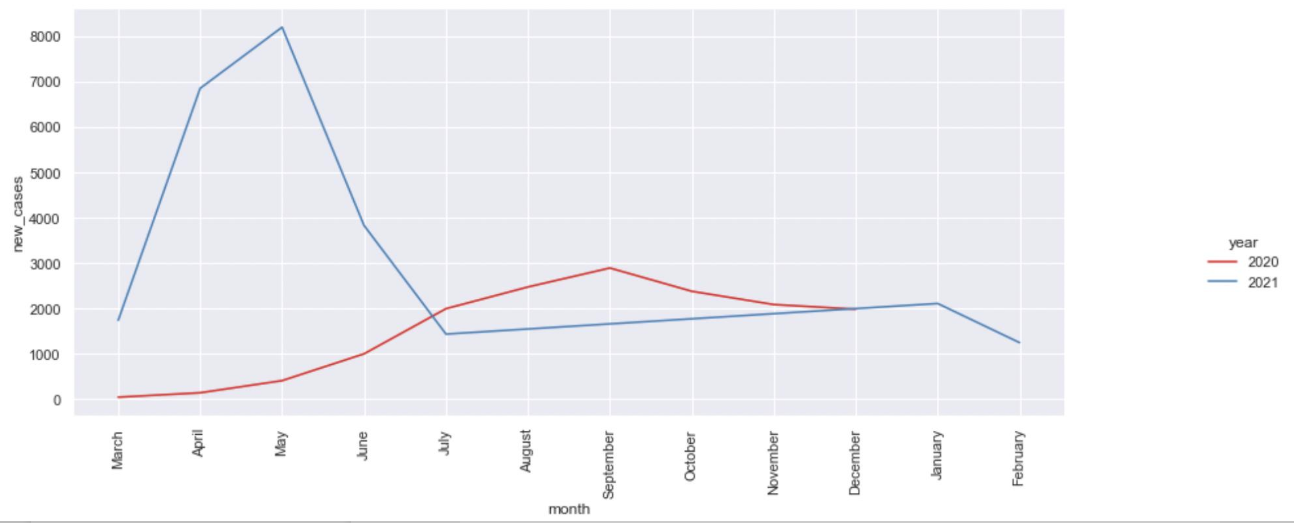 8000
7000
6000
5000
4000
3000
2000
1000
0
new_cases
March
April
May
June
July
August
September
October
November
December
January
February
month
year
2020
2021